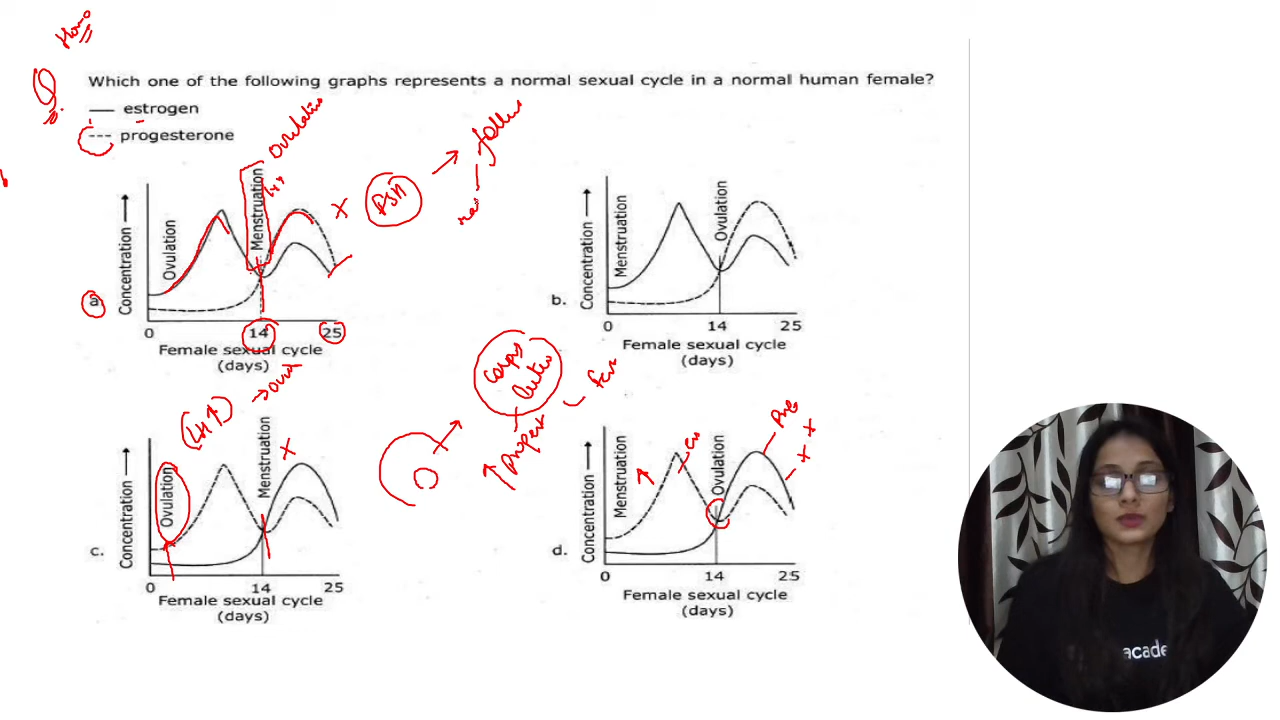 Homo
Q.
Which one of the following graphs represents a normal sexual cycle in a normal human female?
estrogen
progesterone
Ovulation
FSH
Concentration
Ovulation
Menstruation
a.
0 14 25
Female sexual cycle
(days)
Concentration
Menstruation
Ovulation
b.
0 14 25
Female sexual cycle
(days)
(LH↑)
Corpus
Concentration
Ovulation
Menstruation
c.
0 14 25
Female sexual cycle
(days)
Concentration
Menstruation
Ovulation
d.
0 14 25
Female sexual cycle
(days)
acade